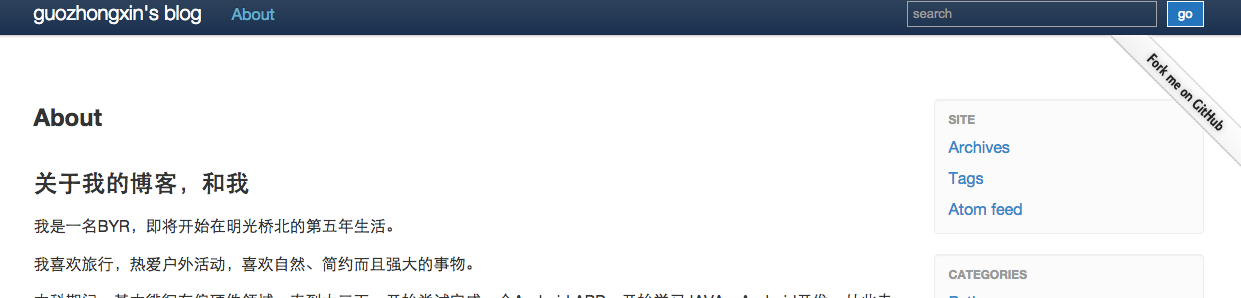 guozhongxin's blog About search go
Fork me on GitHub
About
SITE
Archives
Tags
Atom feed
关于我的博客，和我
我是一名BYR，即将开始在明光桥北的第五年生活。
我喜欢旅行，热爱户外活动，喜欢自然、简约而且强大的事物。
CATEGORIES